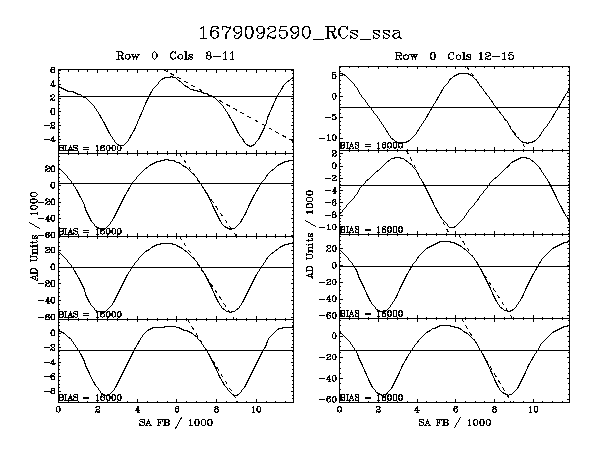 1679092590_RCs_ssa
Row 0 Cols 8-11
Row 0 Cols 12-15
6
4
2
0
-2
-4
BIAS = 16000
20
0
-20
-40
-60
BIAS = 16000
20
0
-20
-40
-60
BIAS = 16000
0
-2
-4
-6
-8
BIAS = 16000
0 2 4 6 8 10
SA FB / 1000
AD Units / 1000
5
0
-5
-10
BIAS = 16000
2
0
-2
-4
-6
-8
-10
BIAS = 16000
20
0
-20
-40
-60
BIAS = 16000
0
-20
-40
-60
BIAS = 16000
0 2 4 6 8 10
SA FB / 1000
AD Units / 1000